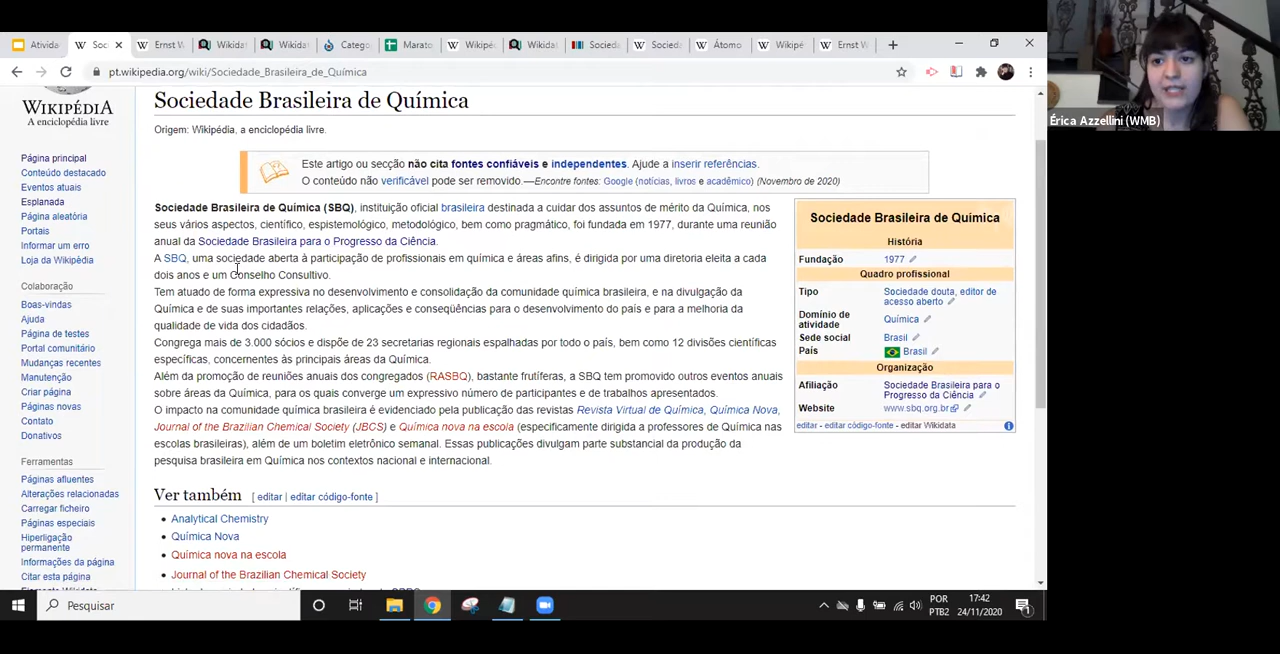 Ativida
Soci
Ernst W
Wikidat
Wikidat
Catego
Marato
Wikipé
Wikidat
Socied
Socied
Átomo
Wikipé
Ernst W
pt.wikipedia.org/wiki/Sociedade_Brasileira_de_Química
Érica Azzellini (WMB)
WIKIPÉDIA
A enciclopédia livre
Página principal
Conteúdo destacado
Eventos atuais
Esplanada
Página aleatória
Portais
Informar um erro
Loja da Wikipédia
Colaboração
Boas-vindas
Ajuda
Página de testes
Portal comunitário
Mudanças recentes
Manutenção
Criar página
Páginas novas
Contato
Donativos
Ferramentas
Páginas afluentes
Alterações relacionadas
Carregar ficheiro
Páginas especiais
Hiperligação
permanente
Informações da página
Citar esta página
Elemento Wikidata
Sociedade Brasileira de Química
Origem: Wikipédia, a enciclopédia livre.
Este artigo ou secção não cita fontes confiáveis e independentes. Ajude a inserir referências.
O conteúdo não verificável pode ser removido.—Encontre fontes: Google (notícias, livros e acadêmico) (Novembro de 2020)
Sociedade Brasileira de Química (SBQ), instituição oficial brasileira destinada a cuidar dos assuntos de mérito da Química, nos
seus vários aspectos, científico, espistemológico, metodológico, bem como pragmático, foi fundada em 1977, durante uma reunião
anual da Sociedade Brasileira para o Progresso da Ciência.
A SBQ, uma sociedade aberta à participação de profissionais em química e áreas afins, é dirigida por uma diretoria eleita a cada
dois anos e um Conselho Consultivo.
Tem atuado de forma expressiva no desenvolvimento e consolidação da comunidade química brasileira, e na divulgação da
Química e de suas importantes relações, aplicações e conseqüências para o desenvolvimento do país e para a melhoria da
qualidade de vida dos cidadãos.
Congrega mais de 3.000 sócios e dispõe de 23 secretarias regionais espalhadas por todo o país, bem como 12 divisões científicas
específicas, concernentes às principais áreas da Química.
Além da promoção de reuniões anuais dos congregados (RASBQ), bastante frutíferas, a SBQ tem promovido outros eventos anuais
sobre áreas da Química, para os quais converge um expressivo número de participantes e de trabalhos apresentados.
O impacto na comunidade química brasileira é evidenciado pela publicação das revistas Revista Virtual de Química, Química Nova,
Journal of the Brazilian Chemical Society (JBCS) e Química nova na escola (especificamente dirigida a professores de Química nas
escolas brasileiras), além de um boletim eletrônico semanal. Essas publicações divulgam parte substancial da produção da
pesquisa brasileira em Química nos contextos nacional e internacional.
Sociedade Brasileira de Química
História
Fundação 1977
Quadro profissional
Tipo Sociedade douta, editor de
acesso aberto
Domínio de
atividade Química
Sede social Brasil
País Brasil
Organização
Afiliação Sociedade Brasileira para o
Progresso da Ciência
Website www.sbq.org.br
editar - editar código-fonte - editar Wikidata
Ver também [ editar | editar código-fonte ]
Analytical Chemistry
Química Nova
Química nova na escola
Journal of the Brazilian Chemical Society
Pesquisar
POR
PTB2
17:42
24/11/2020
1